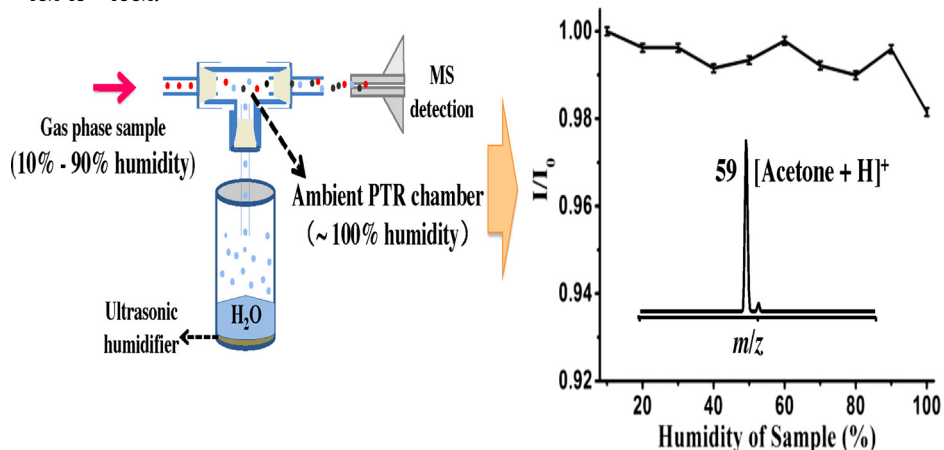 MS
detection
Gas phase sample
(10% - 90% humidity)
Ambient PTR chamber
(~ 100% humidity)
Ultrasonic
humidifier
H₂O
I/I₀
1.00
0.98
0.96
0.94
0.92
59 [Acetone + H]⁺
m/z
20 40 60 80 100
Humidity of Sample (%)